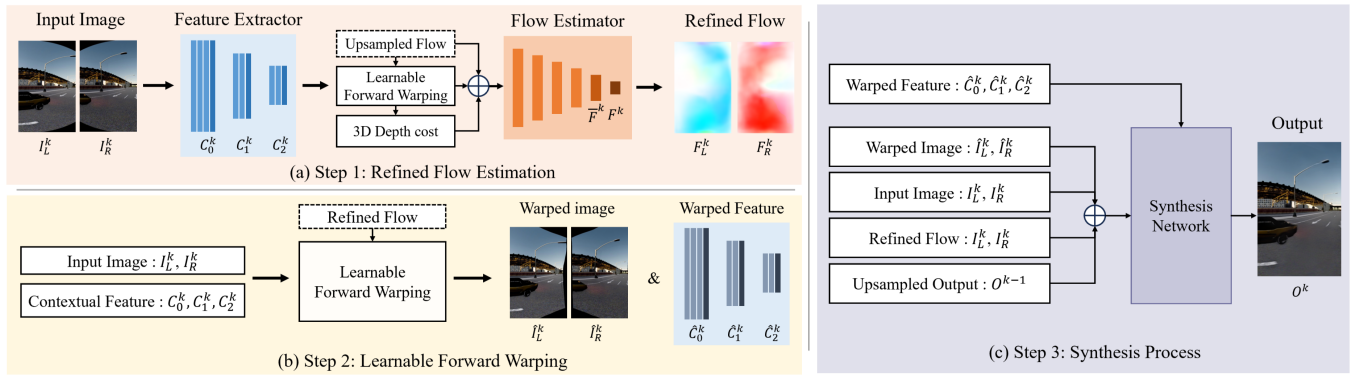 Input Image
Feature Extractor
Flow Estimator
Refined Flow
Upsampled Flow
Learnable
Forward Warping
3D Depth cost
I_L^k
I_R^k
C_0^k
C_1^k
C_2^k
F̅^k
F^k
F_L^k
F_R^k
(a) Step 1: Refined Flow Estimation
Refined Flow
Warped image
Warped Feature
Input Image : I_L^k, I_R^k
Contextual Feature : C_0^k, C_1^k, C_2^k
Learnable
Forward Warping
&
Î_L^k
Î_R^k
Ĉ_0^k
Ĉ_1^k
Ĉ_2^k
(b) Step 2: Learnable Forward Warping
Warped Feature : Ĉ_0^k, Ĉ_1^k, Ĉ_2^k
Warped Image : Î_L^k, Î_R^k
Input Image : I_L^k, I_R^k
Refined Flow : I_L^k, I_R^k
Upsampled Output : O^{k-1}
Synthesis
Network
Output
O^k
(c) Step 3: Synthesis Process